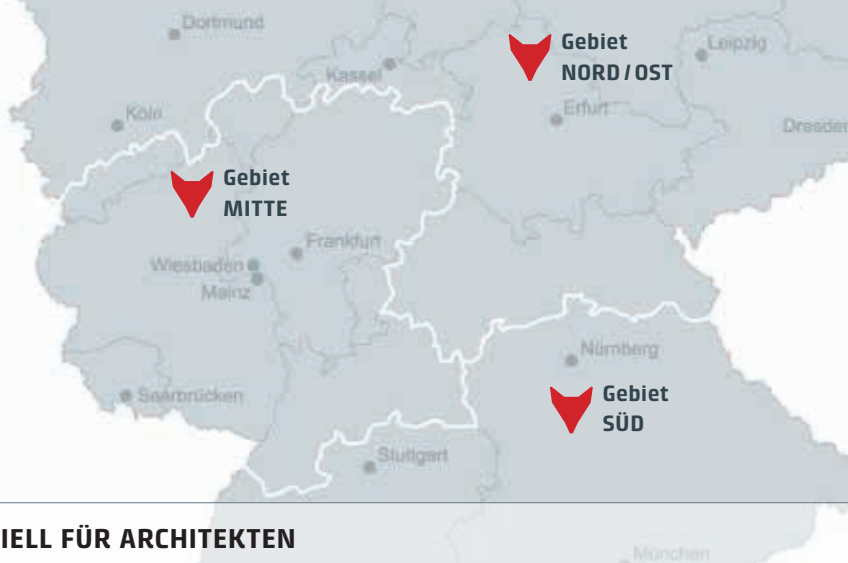 Dortmund
Gebiet
NORD / OST
Leipzig
Kassel
Köln
Erfurt
Dresden
Gebiet
MITTE
Frankfurt
Wiesbaden
Mainz
Nürnberg
Saarbrücken
Gebiet
SÜD
Stuttgart
IELL FÜR ARCHITEKTEN
München